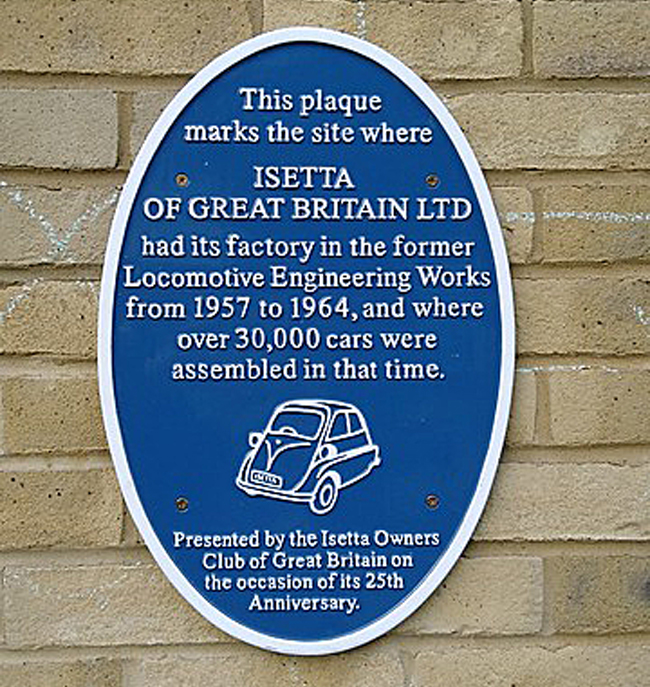 This plaque
marks the site where
ISETTA
OF GREAT BRITAIN LTD
had its factory in the former
Locomotive Engineering Works
from 1957 to 1964, and where
over 30,000 cars were
assembled in that time.
ISETTA
Presented by the Isetta Owners
Club of Great Britain on
the occasion of its 25th
Anniversary.